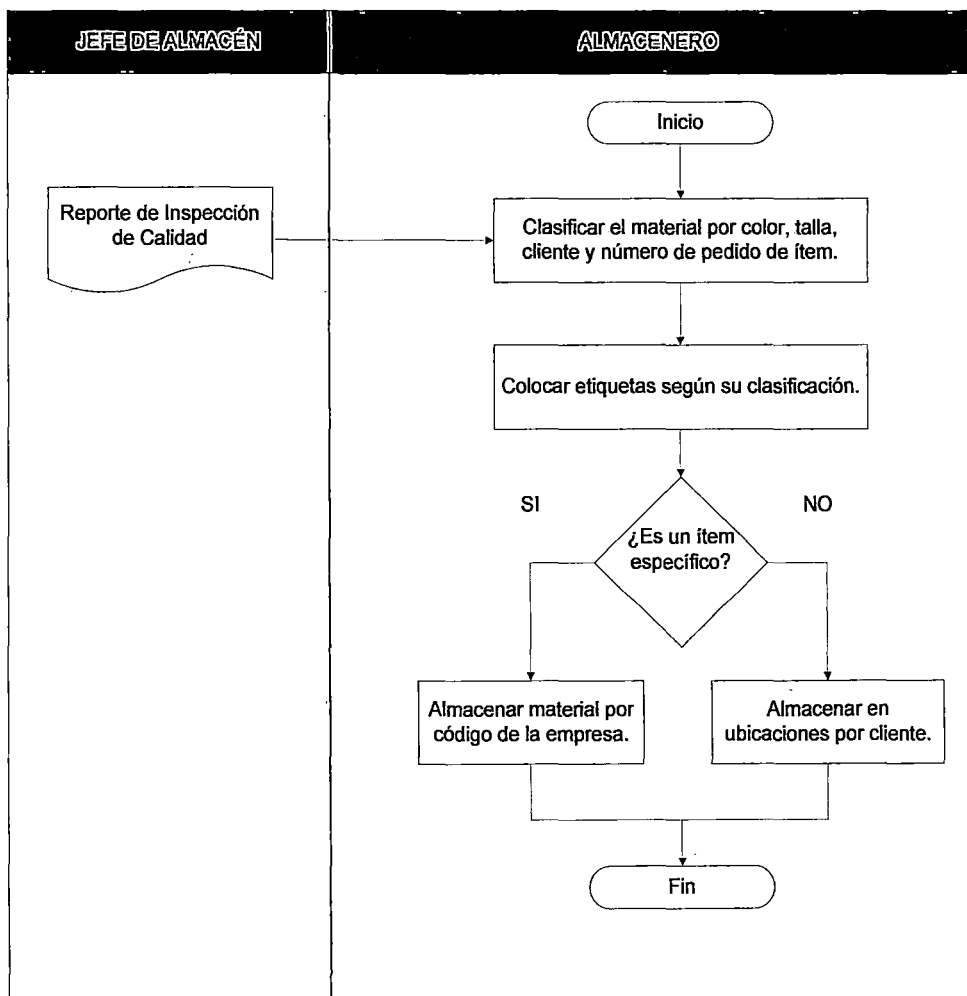 JEFE DE ALMACÉN
ALMACENERO
Inicio
Reporte de Inspección
de Calidad
Clasificar el material por color, talla,
cliente y número de pedido de ítem.
Colocar etiquetas según su clasificación.
SI
NO
¿Es un ítem
específico?
Almacenar material por
código de la empresa.
Almacenar en
ubicaciones por cliente.
Fin